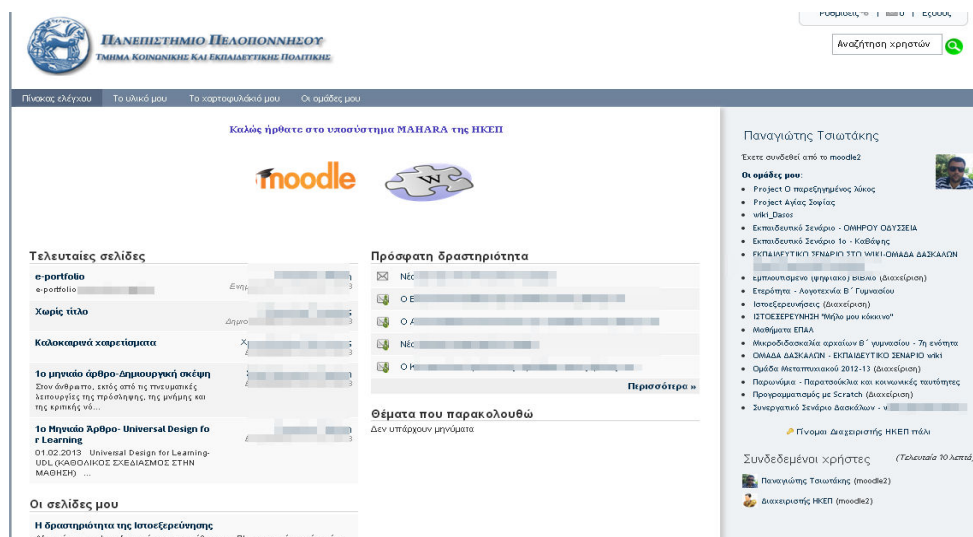 Ρυθμίσεις | 0 | Έξοδος
ΠΑΝΕΠΙΣΤΗΜΙΟ ΠΕΛΟΠΟΝΝΗΣΟΥ
ΤΜΗΜΑ ΚΟΙΝΩΝΙΚΗΣ ΚΑΙ ΕΚΠΑΙΔΕΥΤΙΚΗΣ ΠΟΛΙΤΙΚΗΣ
Αναζήτηση χρηστών
Πίνακας ελέγχου Το υλικό μου Το χαρτοφυλάκιό μου Οι ομάδες μου
Καλώς ήρθατε στο υποσύστημα MAHARA της ΗΚΕΠ
moodle W
Τελευταίες σελίδες
e-portfolio
e-portfolio
Χωρίς τίτλο
Καλοκαιρινά χαιρετίσματα
1ο μηνιαίο άρθρο-Δημιουργική σκέψη
Στον άνθρωπο, εκτός από τις πνευματικές
λειτουργίες της πρόσληψης, της μνήμης και
της κριτικής νό...
1ο Μηνιαίο Άρθρο- Universal Design fo
r Learning
01.02.2013 Universal Design for Learning-
UDL (ΚΑΘΟΛΙΚΟΣ ΣΧΕΔΙΑΣΜΟΣ ΣΤΗΝ
ΜΑΘΗΣΗ) ...
Οι σελίδες μου
Η δραστηριότητα της Ιστοεξερεύνησης
Πρόσφατη δραστηριότητα
Περισσότερα »
Θέματα που παρακολουθώ
Δεν υπάρχουν μηνύματα
Παναγιώτης Τσιωτάκης
Έχετε συνδεθεί από το moodle2
Οι ομάδες μου:
Project Ο παρεξηγημένος λύκος
Project Αγίας Σοφίας
wiki_Dasos
Εκπαιδευτικό Σενάριο - ΟΜΗΡΟΥ ΟΔΥΣΣΕΙΑ
Εκπαιδευτικό Σενάριο 1ο - Καβάφης
ΕΚΠΑΙΔΕΥΤΙΚΟ ΣΕΝΑΡΙΟ ΣΤΟ WIKI-ΟΜΑΔΑ ΔΑΣΚΑΛΩΝ
Εμπλουτισμένο (ψηφιακό) Βιβλίο (Διαχείριση)
Ετερότητα - Λογοτεχνία Β΄ Γυμνασίου
Ιστοεξερευνήσεις (Διαχείριση)
ΙΣΤΟΕΞΕΡΕΥΝΗΣΗ "Μήλο μου κόκκινο"
Μαθήματα ΕΠΑΛ
Μικροδιδασκαλία αρχαίων Β΄ γυμνασίου - 7η ενότητα
ΟΜΑΔΑ ΔΑΣΚΑΛΩΝ - ΕΚΠΑΙΔΕΥΤΙΚΟ ΣΕΝΑΡΙΟ wiki
Ομάδα Μεταπτυχιακού 2012-13 (Διαχείριση)
Παρωνύμια - Παρατσούκλια και κοινωνικές ταυτότητες
Προγραμματισμός με Scratch (Διαχείριση)
Συνεργατικό Σενάριο Δασκάλων -
Γίνομαι Διαχειριστής ΗΚΕΠ πάλι
Συνδεδεμένοι χρήστες (Τελευταία 10 λεπτά)
Παναγιώτης Τσιωτάκης (moodle2)
Διαχειριστής ΗΚΕΠ (moodle2)